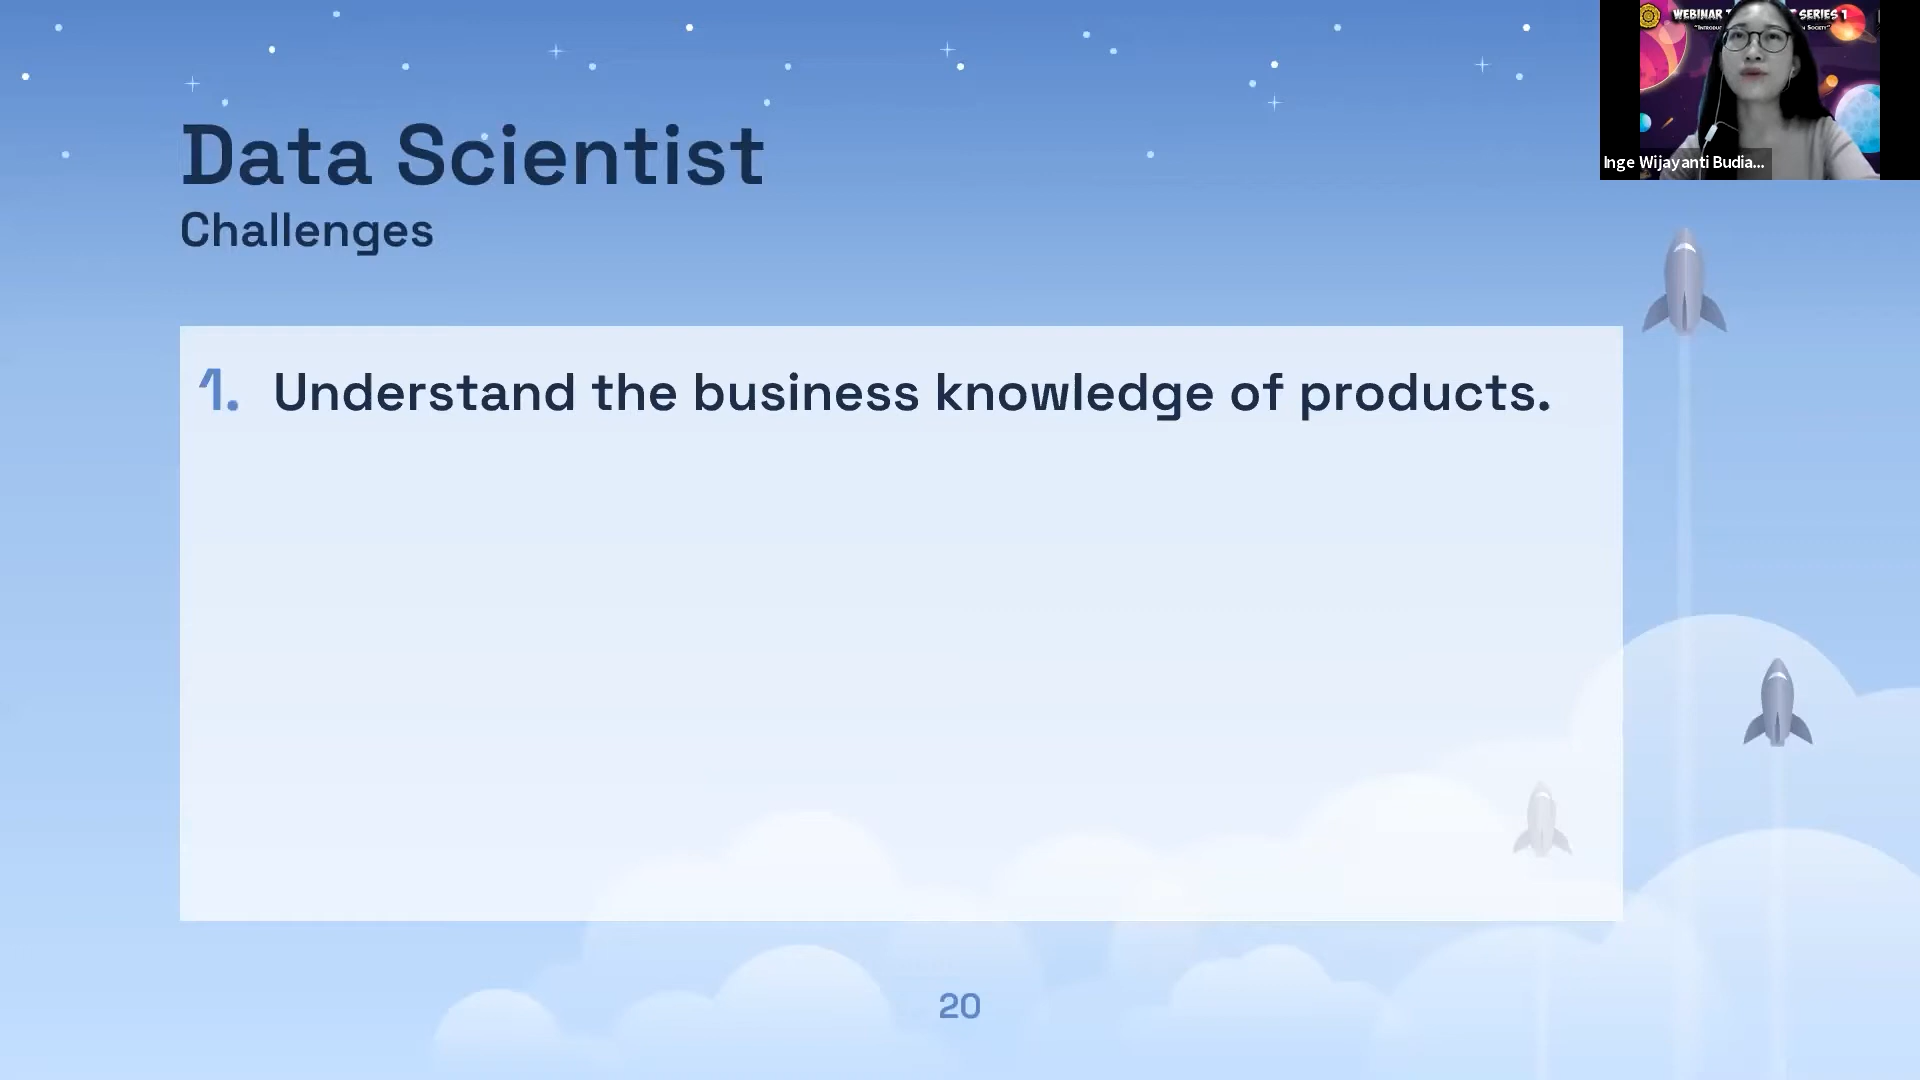 WEBINAR
SERIES 1
Data Scientist
Challenges
Inge Wijayanti Budia...
1. Understand the business knowledge of products.
20